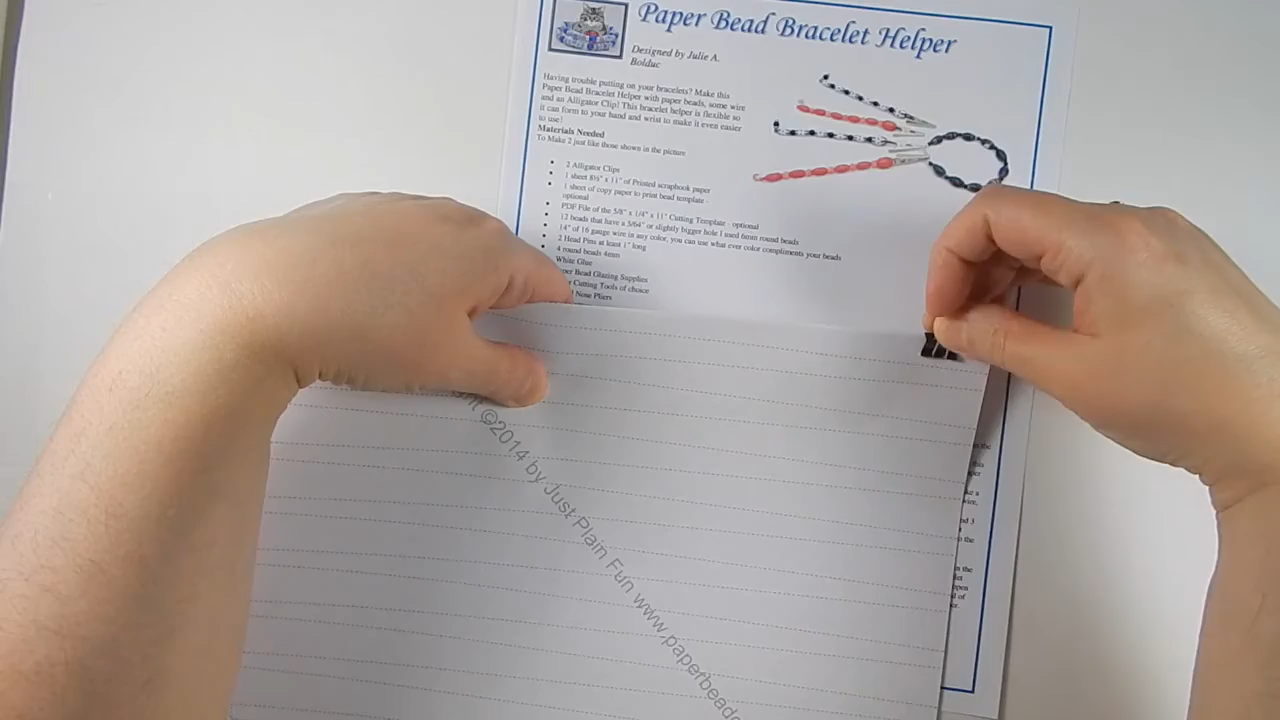 Paper Bead Bracelet Helper
Designed by Julie A.
Bolduc
Having trouble putting on your bracelets? Make this
Paper Bead Bracelet Helper with paper beads, some wire
and an Alligator Clip! This bracelet helper is flexible so
it can form to your hand and wrist to make it even easier
to use!
Materials Needed
To Make 2 just like those shown in the picture
2 Alligator Clips
1 sheet 8½" x 11" of Printed scrapbook paper
1 sheet of copy paper to print bead template -
optional
PDF File of the 5/8" x 1/4" x 11" Cutting Template - optional
12 beads that have a 5/64" or slightly bigger hole I used 6mm round beads
14" of 16 gauge wire in any color, you can use what ever color compliments your beads
2 Head Pins at least 1" long
4 round beads 4mm
White Glue
per Bead Glazing Supplies
r Cutting Tools of choice
Nose Pliers
ght ©2014 by Just Plain Fun www.paperbead